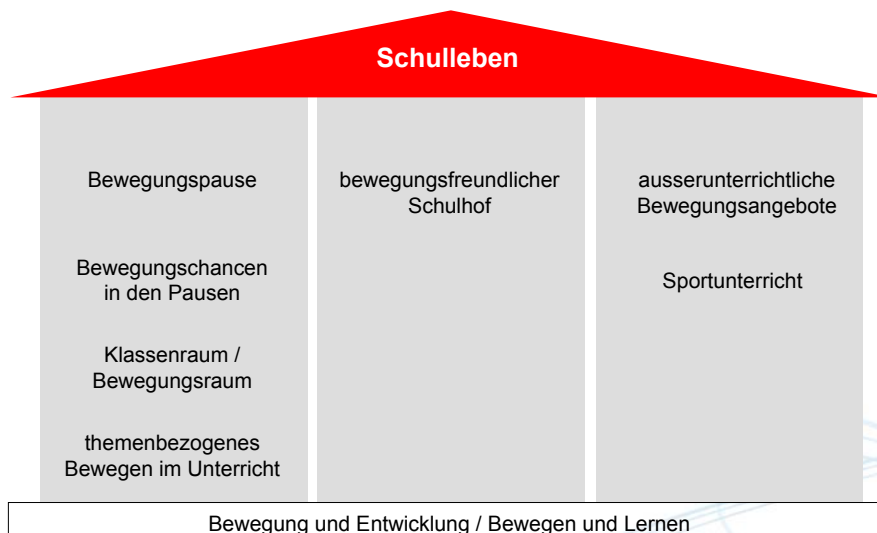 Schulleben
Bewegungspause
Bewegungschancen
in den Pausen
Klassenraum /
Bewegungsraum
themenbezogenes
Bewegen im Unterricht
bewegungsfreundlicher
Schulhof
ausserunterrichtliche
Bewegungsangebote
Sportunterricht
Bewegung und Entwicklung / Bewegen und Lernen